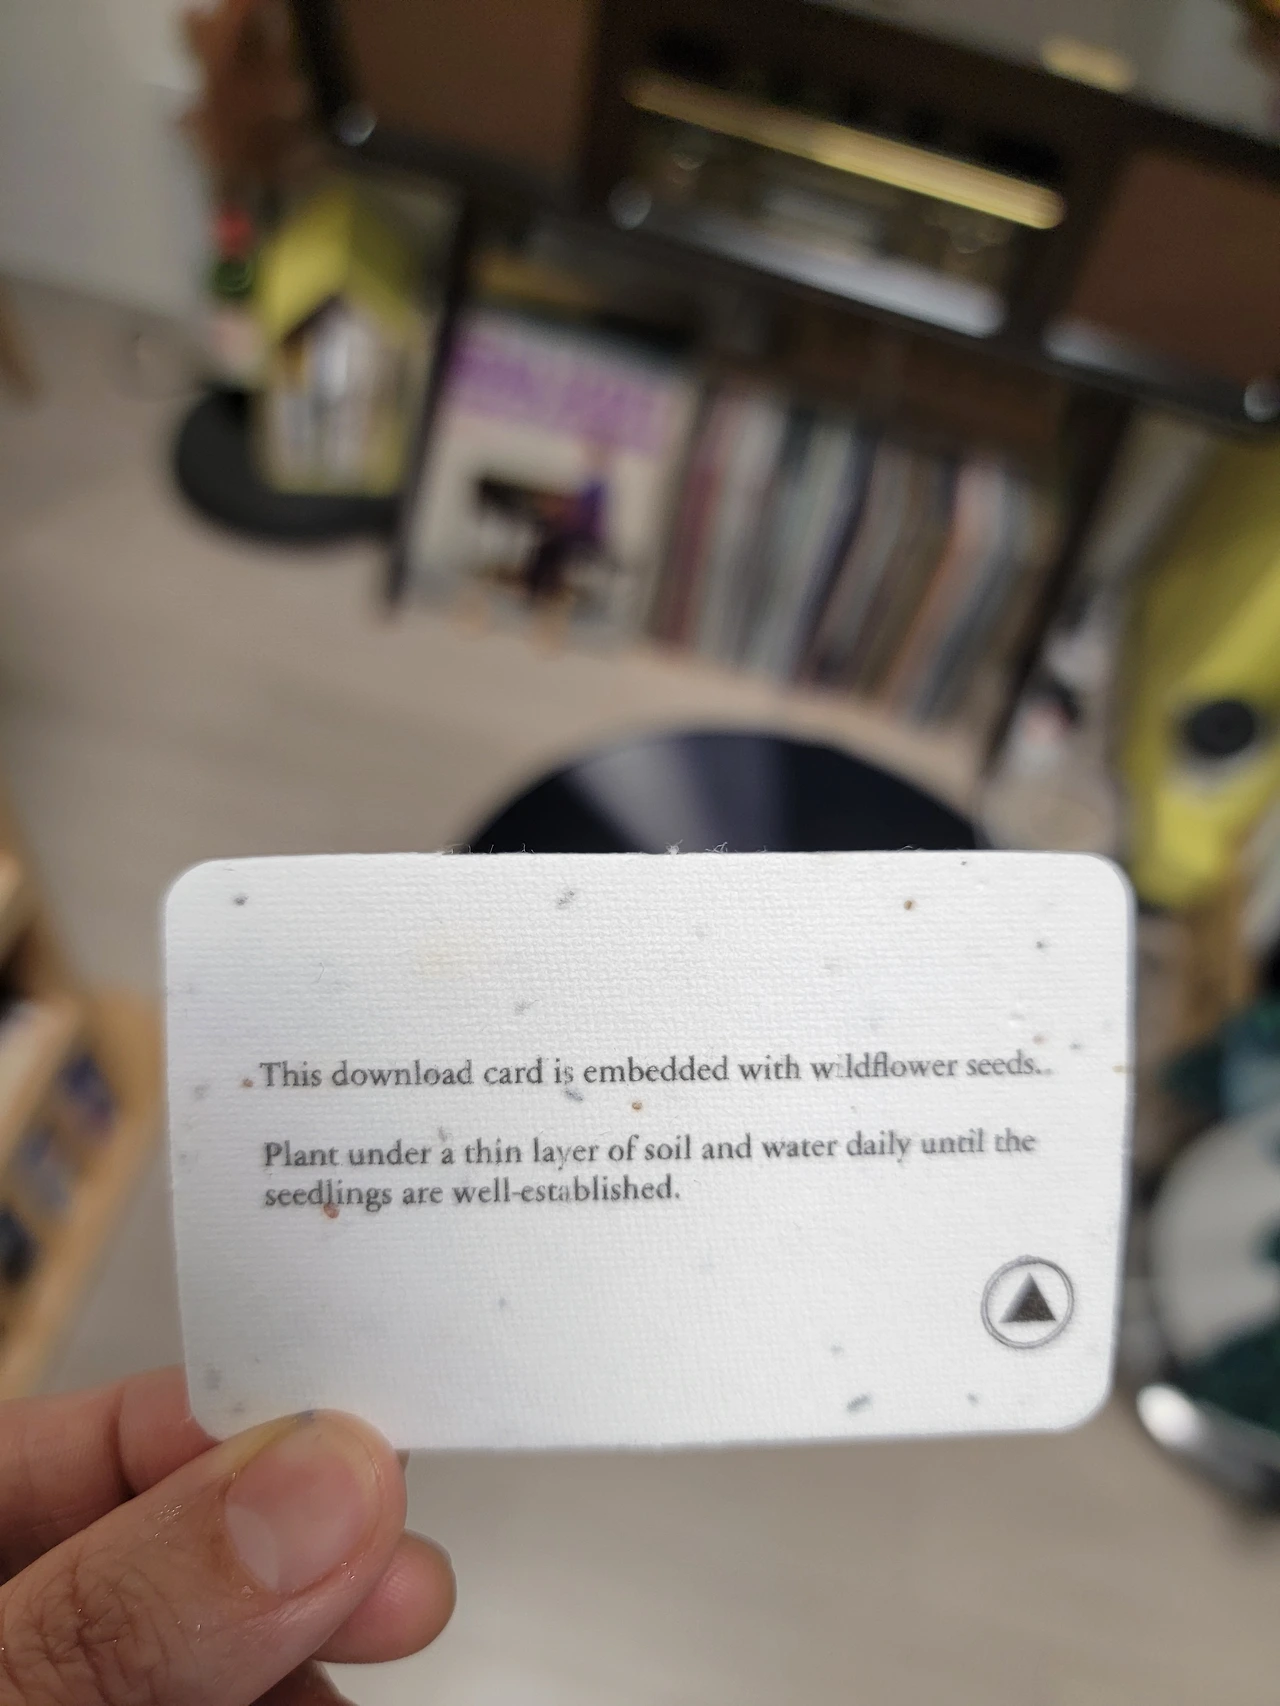 This download card is embedded with wildflower seeds.
Plant under a thin layer of soil and water daily until the
seedlings are well-established.